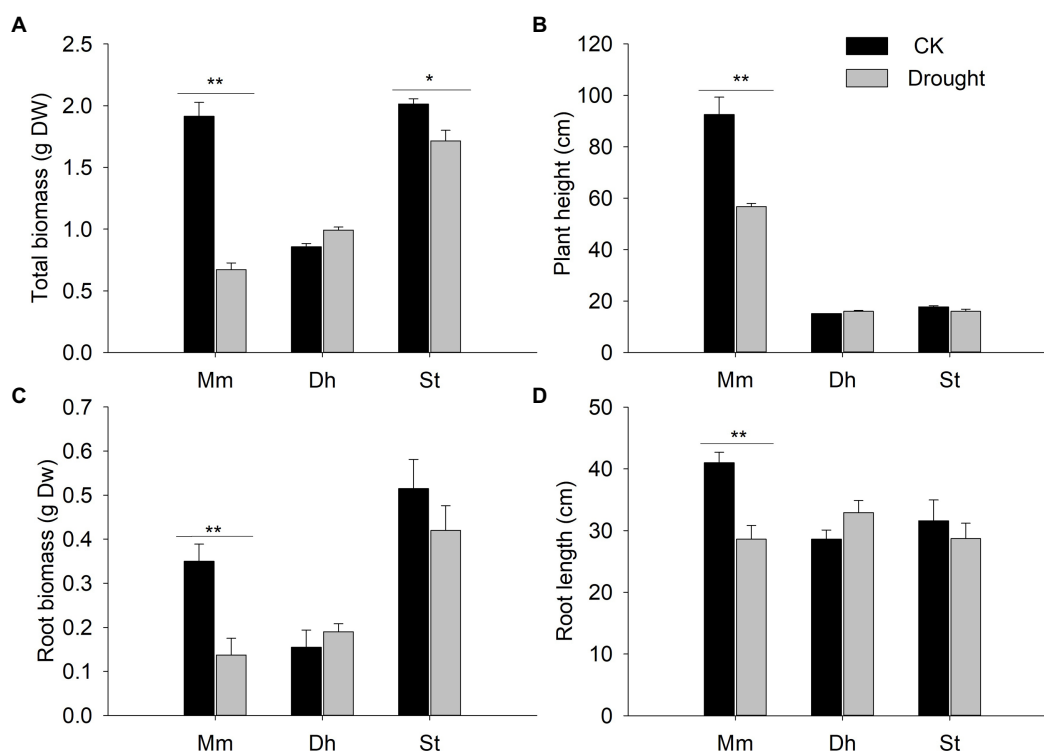 A
Total biomass (g DW)
2.5
2.0
1.5
1.0
0.5
0.0
**
*
Mm Dh St
B
Plant height (cm)
120
100
80
60
40
20
0
**
CK
Drought
Mm Dh St
C
Root biomass (g Dw)
0.7
0.6
0.5
0.4
0.3
0.2
0.1
0.0
**
Mm Dh St
D
Root length (cm)
50
40
30
20
10
0
**
Mm Dh St